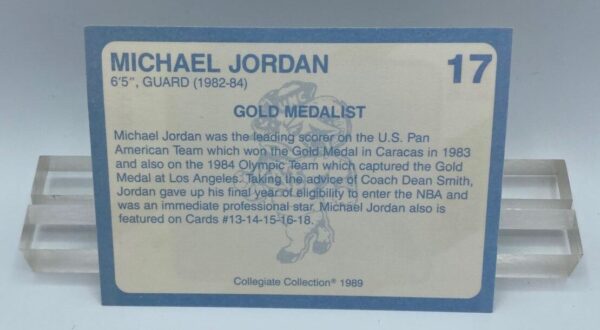 MICHAEL JORDAN 17
6'5", GUARD (1982-84)
GOLD MEDALIST
Michael Jordan was the leading scorer on the U.S. Pan
American Team which won the Gold Medal in Caracas in 1983
and also on the 1984 Olympic Team which captured the Gold
Medal at Los Angeles. Taking the advice of Coach Dean Smith,
Jordan gave up his final year of eligibility to enter the NBA and
was an immediate professional star. Michael Jordan also is
featured on Cards #13-14-15-16-18.
Collegiate Collection® 1989